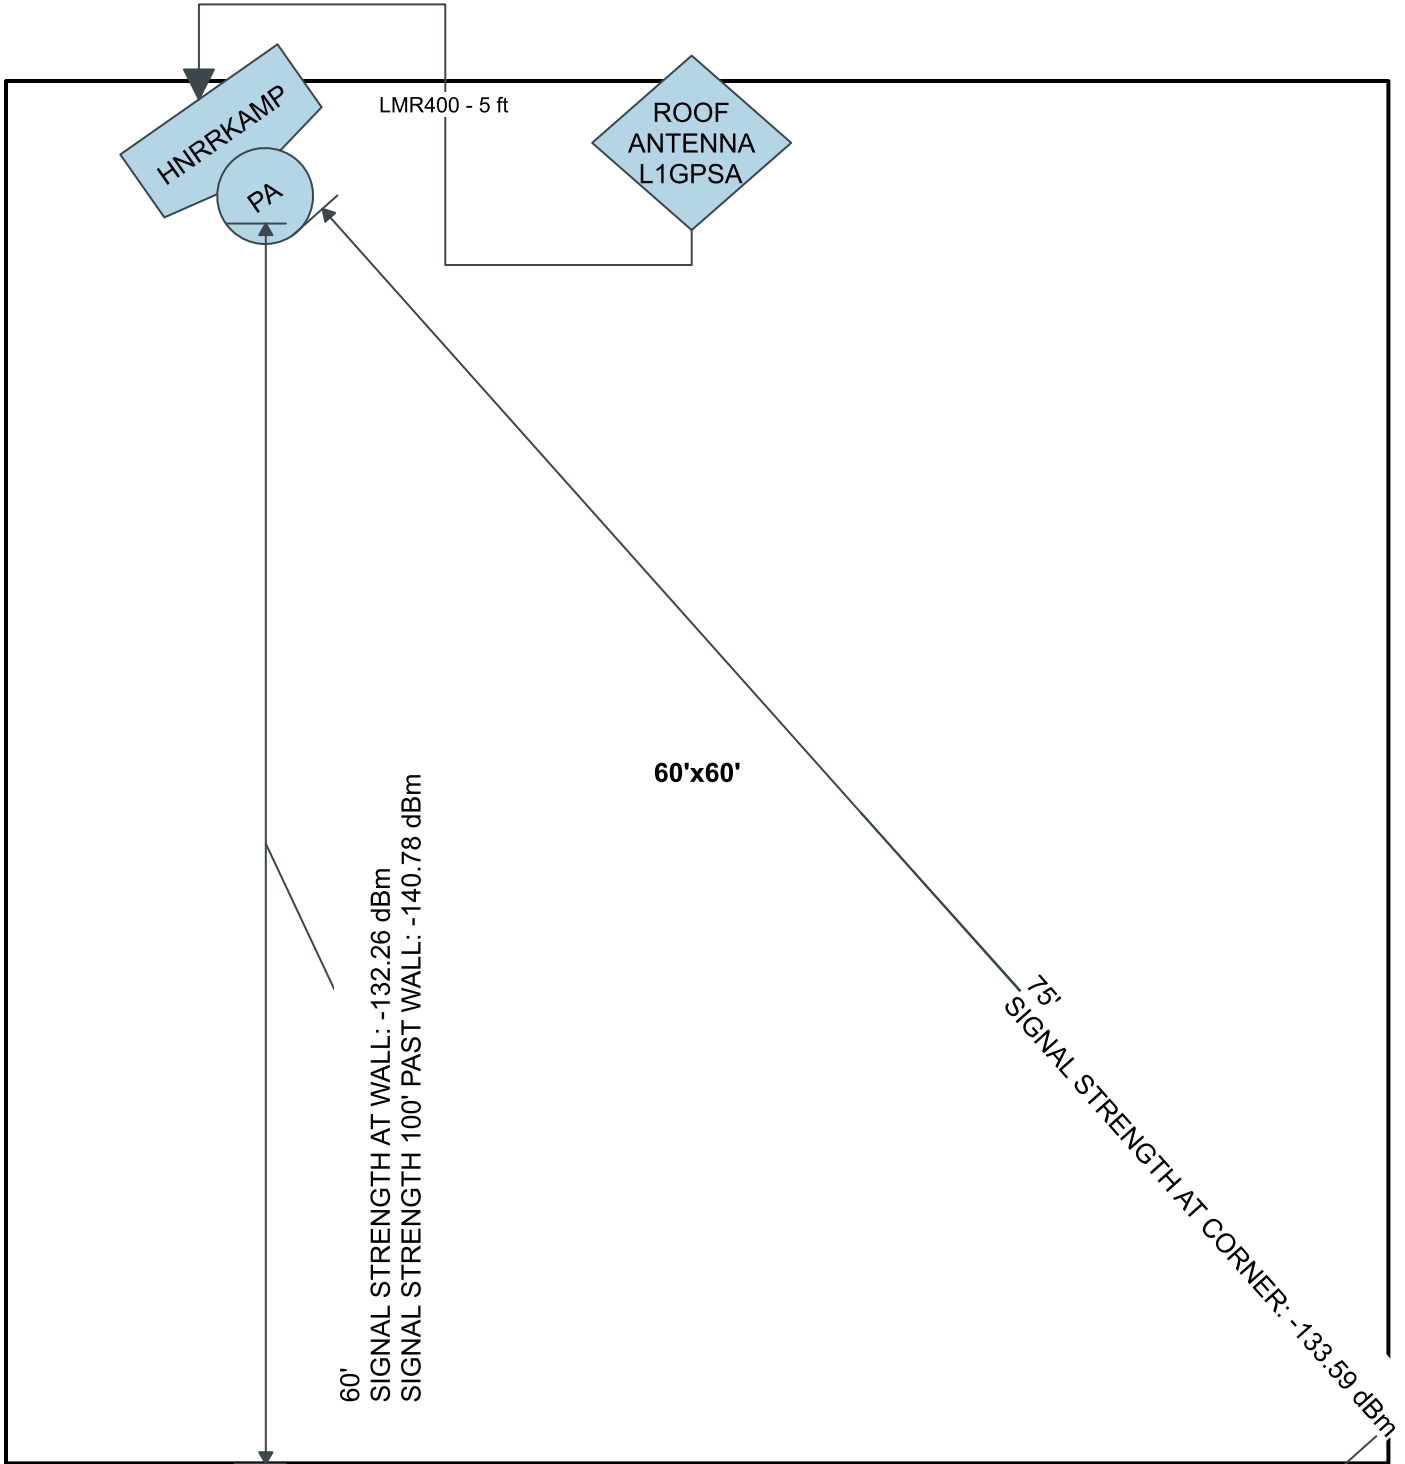 LMR400 - 5 ft
HNRRKAMP
PA
ROOF
ANTENNA
L1GPSA
60'x60'
60'
SIGNAL STRENGTH AT WALL: -132.26 dBm
SIGNAL STRENGTH 100' PAST WALL: -140.78 dBm
75'
SIGNAL STRENGTH AT CORNER: -133.59 dBm